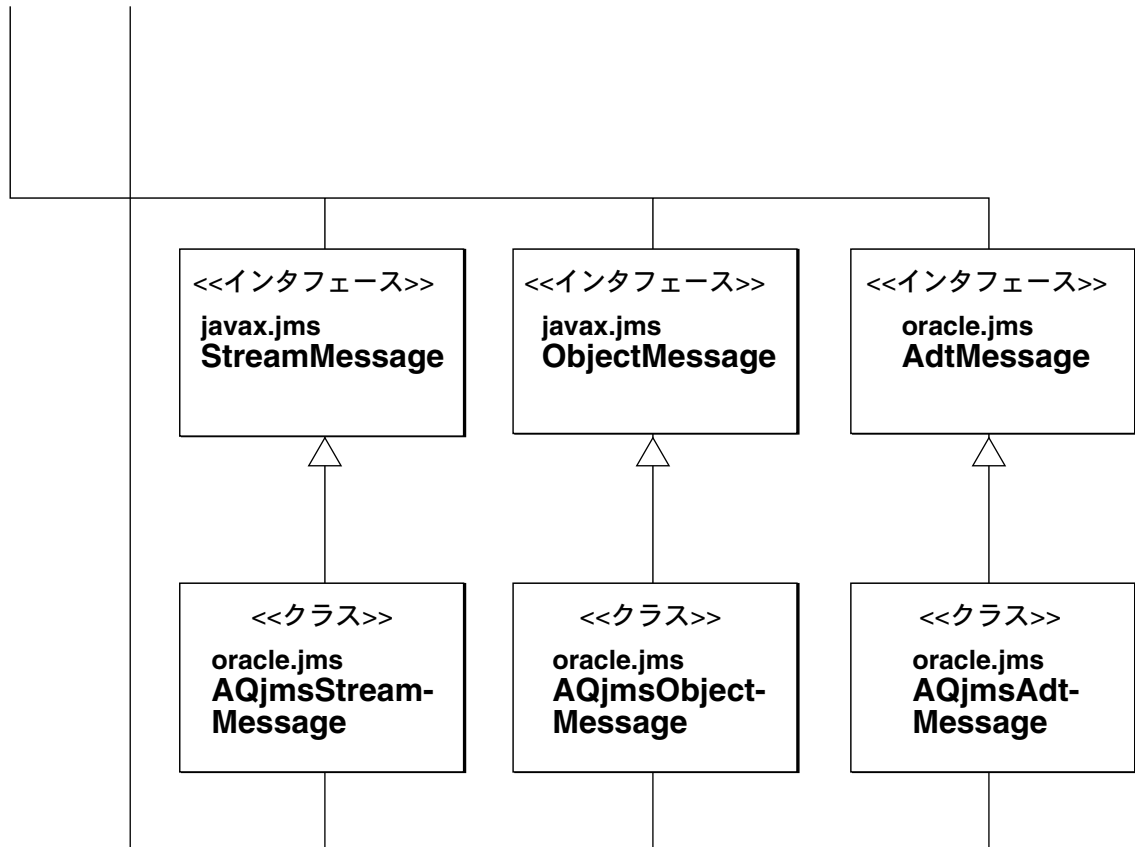 <<インタフェース>>
javax.jms
StreamMessage
<<インタフェース>>
javax.jms
ObjectMessage
<<インタフェース>>
oracle.jms
AdtMessage
<<クラス>>
oracle.jms
AQjmsStream-
Message
<<クラス>>
oracle.jms
AQjmsObject-
Message
<<クラス>>
oracle.jms
AQjmsAdt-
Message